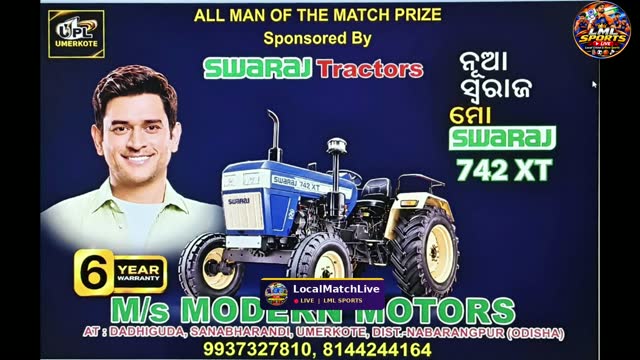 ALL MAN OF THE MATCH PRIZE
Sponsored By
SWARAJ Tractors
UPL
UMERKOTE
LML
SPORTS
LIVE
ନୂଆ
ସ୍ୱରାଜ
ମୋ
SWARAJ
742 XT
SWARAJ 742 XT
SWARAJ
6 YEAR
WARRANTY
LocalMatchLive
LIVE | LML SPORTS
M/s MODERN MOTORS
AT : DADHIGUDA, SANABHARANDI, UMERKOTE, DIST.-NABARANGPUR (ODISHA)
9937327810, 8144244164